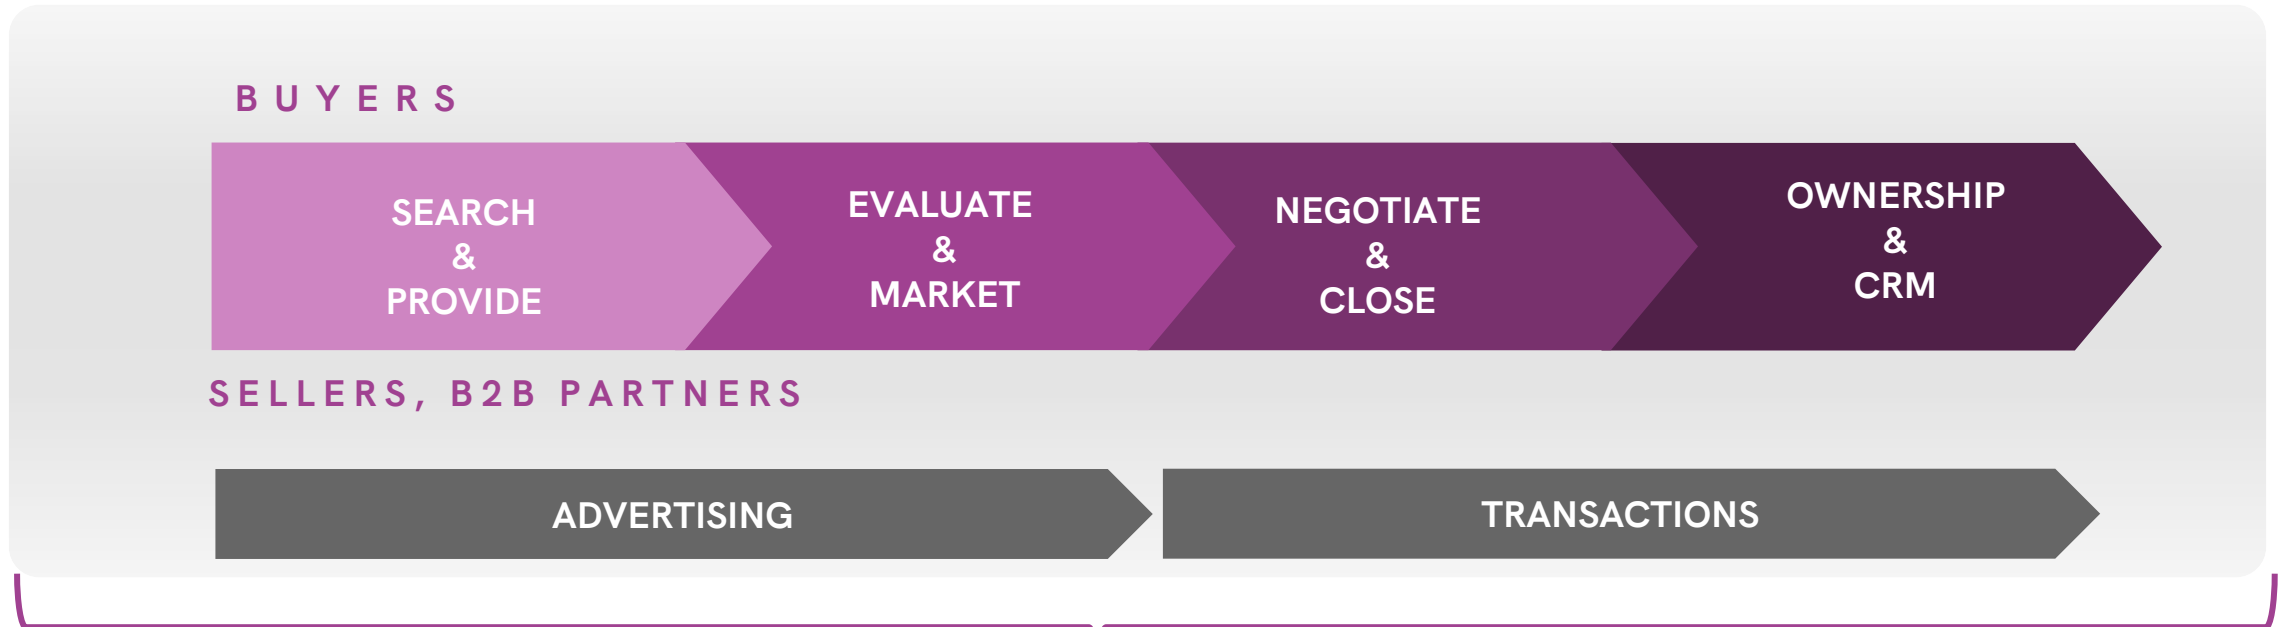 BUYERS
SEARCH
&
PROVIDE
EVALUATE
&
MARKET
NEGOTIATE
&
CLOSE
OWNERSHIP
&
CRM
SELLERS, B2B PARTNERS
ADVERTISING
TRANSACTIONS